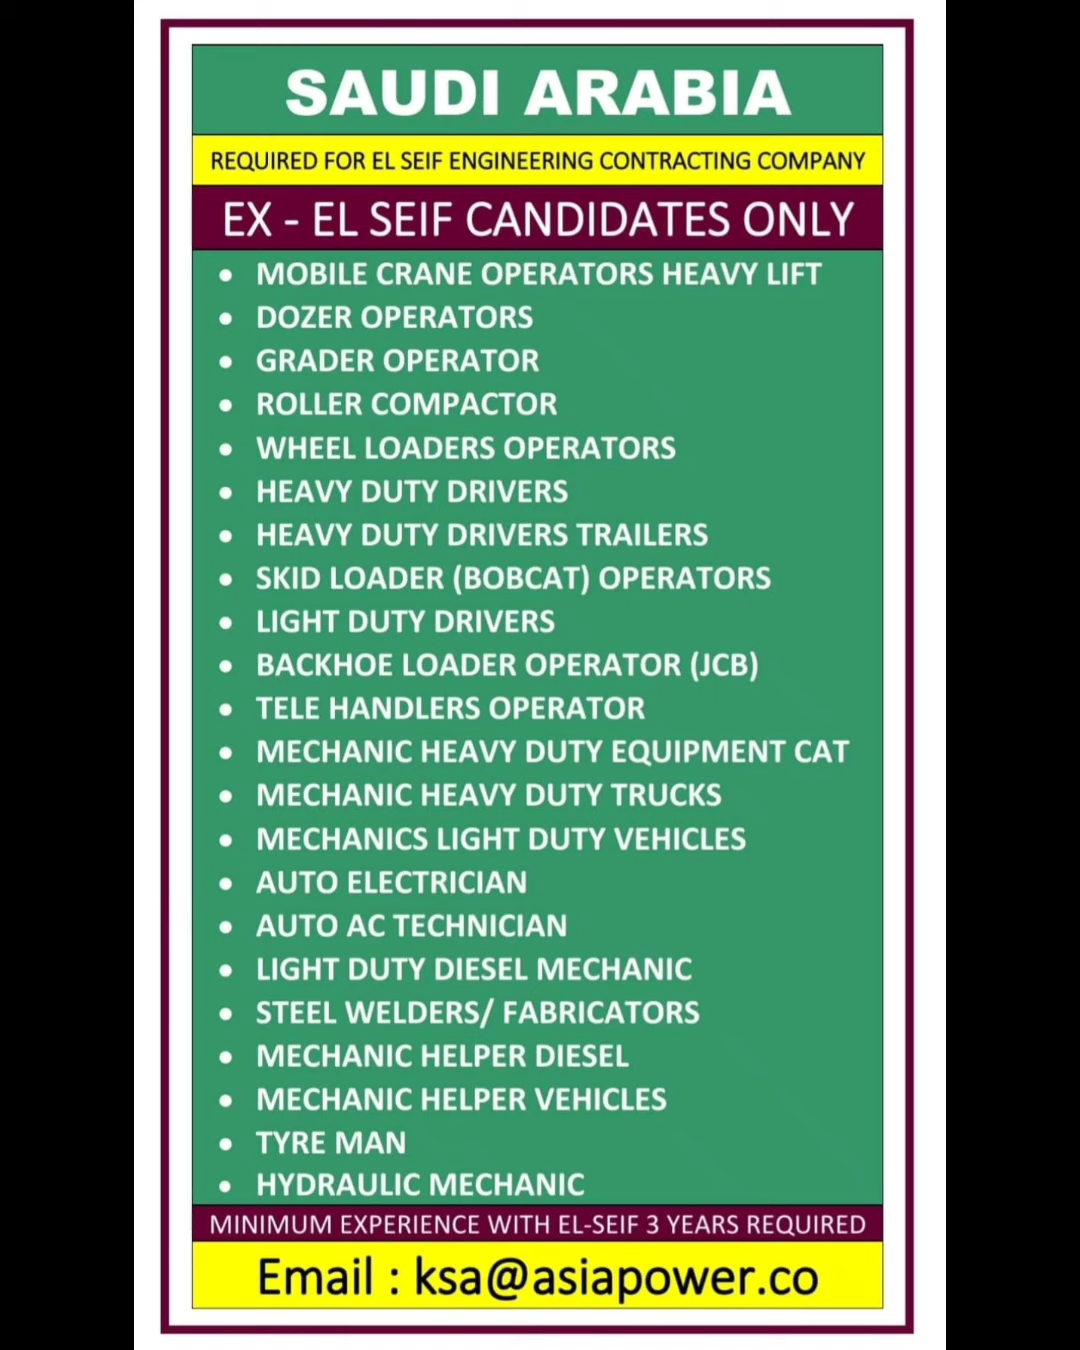 SAUDI ARABIA
REQUIRED FOR EL SEIF ENGINEERING CONTRACTING COMPANY
EX - EL SEIF CANDIDATES ONLY
• MOBILE CRANE OPERATORS HEAVY LIFT
• DOZER OPERATORS
• GRADER OPERATOR
• ROLLER COMPACTOR
• WHEEL LOADERS OPERATORS
• HEAVY DUTY DRIVERS
• HEAVY DUTY DRIVERS TRAILERS
• SKID LOADER (BOBCAT) OPERATORS
• LIGHT DUTY DRIVERS
• BACKHOE LOADER OPERATOR (JCB)
• TELE HANDLERS OPERATOR
• MECHANIC HEAVY DUTY EQUIPMENT CAT
• MECHANIC HEAVY DUTY TRUCKS
• MECHANICS LIGHT DUTY VEHICLES
• AUTO ELECTRICIAN
• AUTO AC TECHNICIAN
• LIGHT DUTY DIESEL MECHANIC
• STEEL WELDERS/ FABRICATORS
• MECHANIC HELPER DIESEL
• MECHANIC HELPER VEHICLES
• TYRE MAN
• HYDRAULIC MECHANIC
MINIMUM EXPERIENCE WITH EL-SEIF 3 YEARS REQUIRED
Email : ksa@asiapower.co